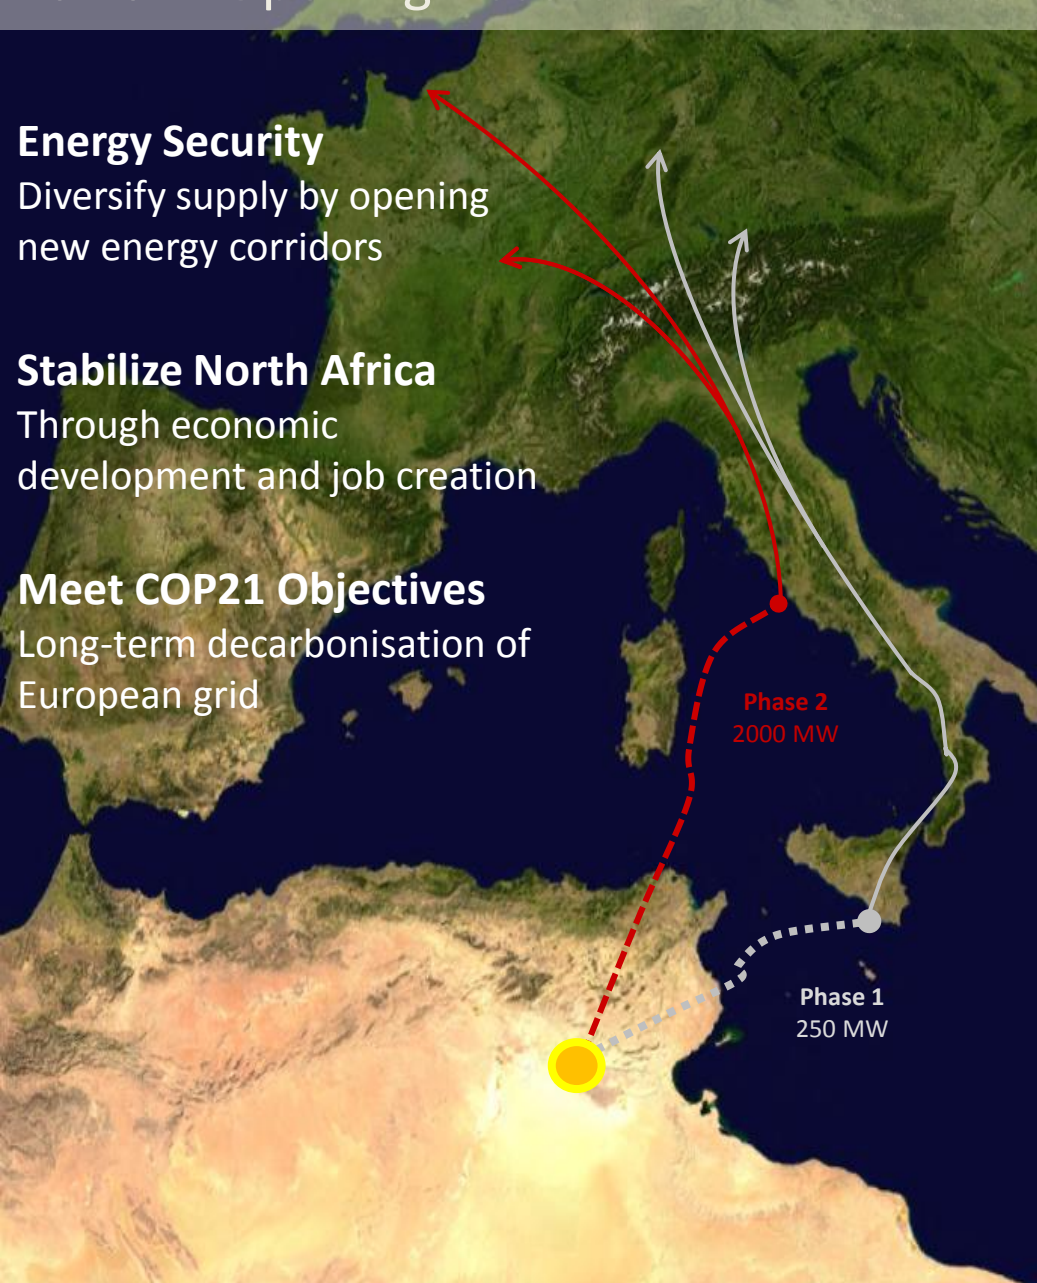 Energy Security
Diversify supply by opening
new energy corridors
Stabilize North Africa
Through economic
development and job creation
Meet COP21 Objectives
Long-term decarbonisation of
European grid
Phase 2
2000 MW
Phase 1
250 MW